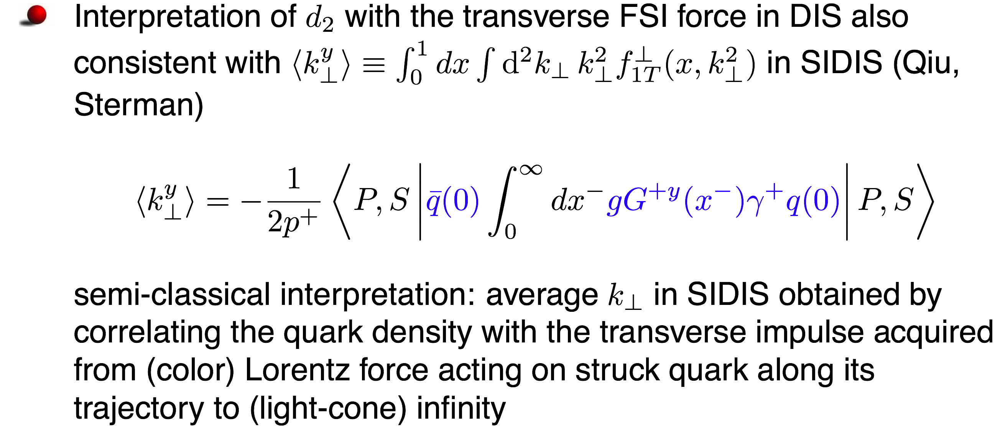 Interpretation of $d_2$ with the transverse FSI force in DIS also
consistent with $\langle k_\perp^y \rangle \equiv \int_0^1 dx \int \mathrm{d}^2 k_\perp \, k_\perp^2 f_{1T}^\perp(x, k_\perp^2)$ in SIDIS (Qiu,
Sterman)
$\langle k_\perp^y \rangle = -\frac{1}{2p^+} \left\langle P, S \left| \bar{q}(0) \int_0^\infty dx^- g G^{+y}(x^-) \gamma^+ q(0) \right| P, S \right\rangle$
semi-classical interpretation: average $k_\perp$ in SIDIS obtained by
correlating the quark density with the transverse impulse acquired
from (color) Lorentz force acting on struck quark along its
trajectory to (light-cone) infinity